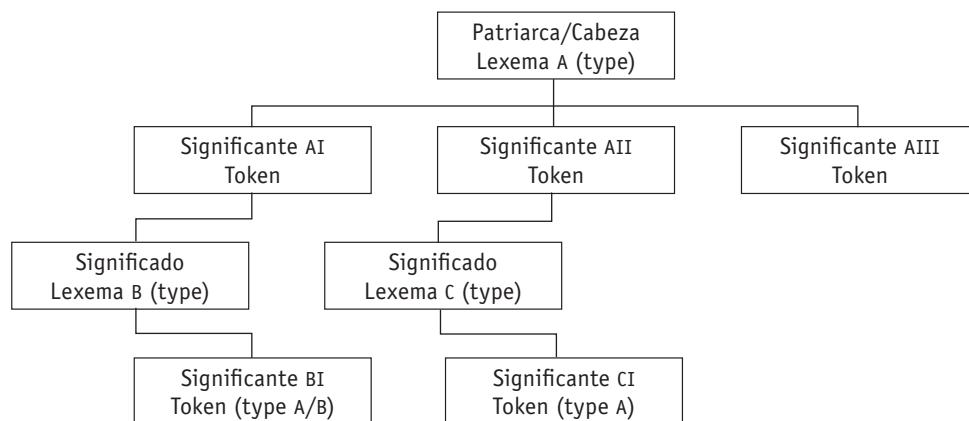 Patriarca/Cabeza
Lexema A (type)
Significante AI
Token
Significante AII
Token
Significante AIII
Token
Significado
Lexema B (type)
Significado
Lexema C (type)
Significante BI
Token (type A/B)
Significante CI
Token (type A)